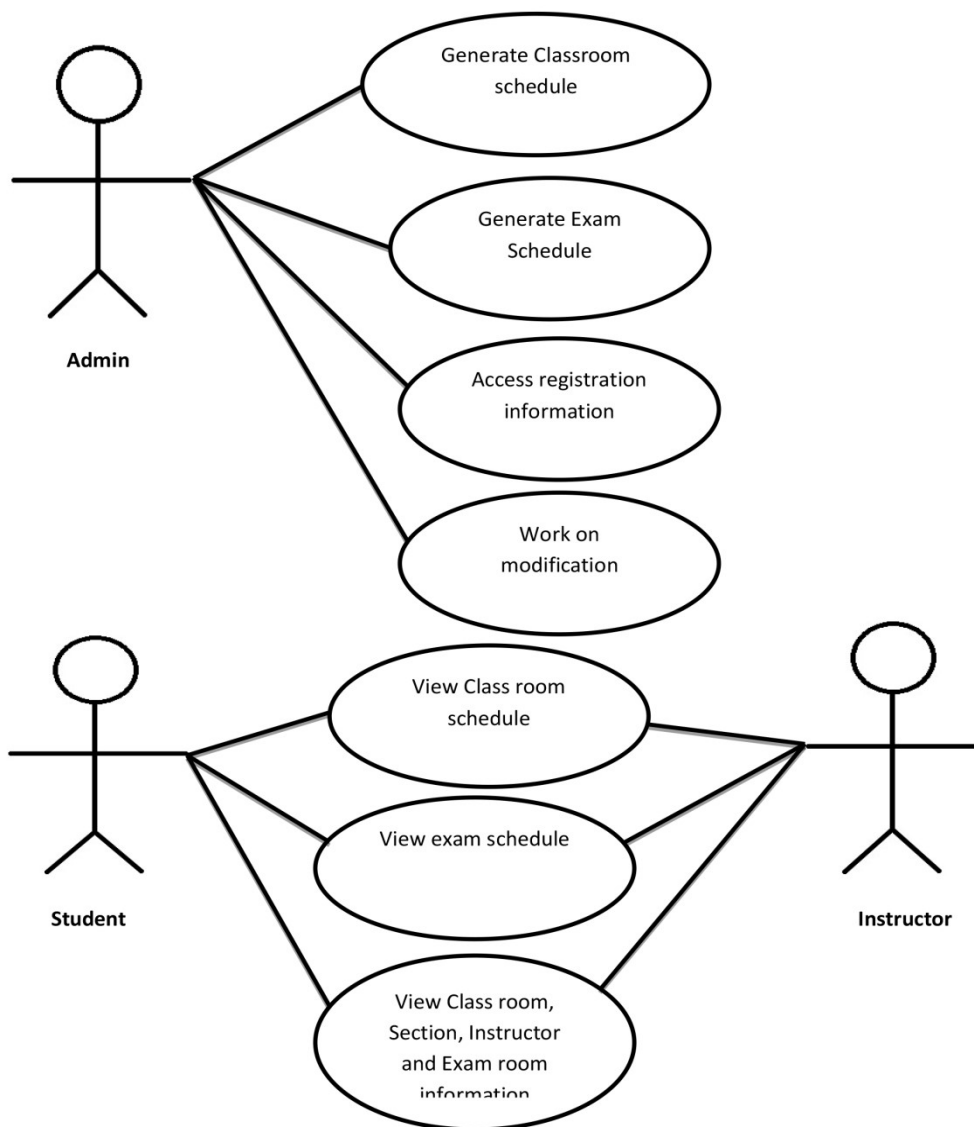 Generate Classroom
schedule
Generate Exam
Schedule
Admin
Access registration
information
Work on
modification
View Class room
schedule
View exam schedule
Student
Instructor
View Class room,
Section, Instructor
and Exam room
information